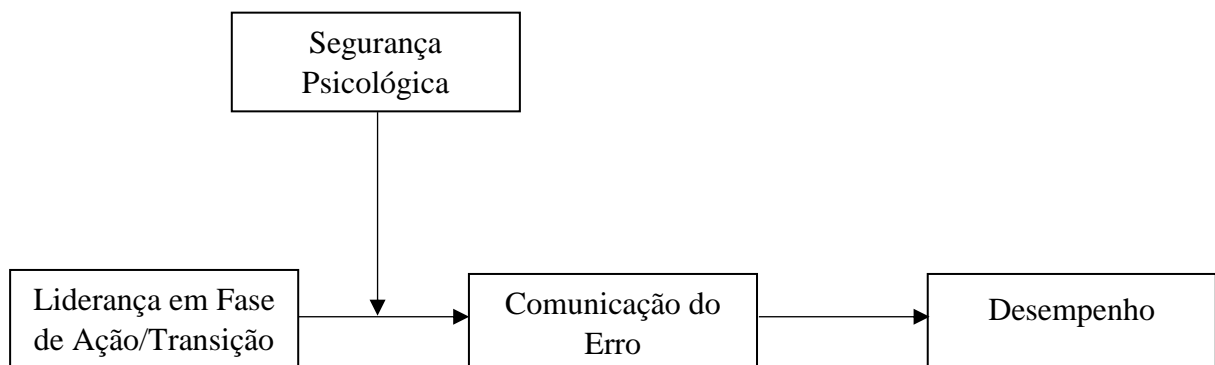 Segurança
Psicológica
Liderança em Fase
de Ação/Transição
Comunicação do
Erro
Desempenho